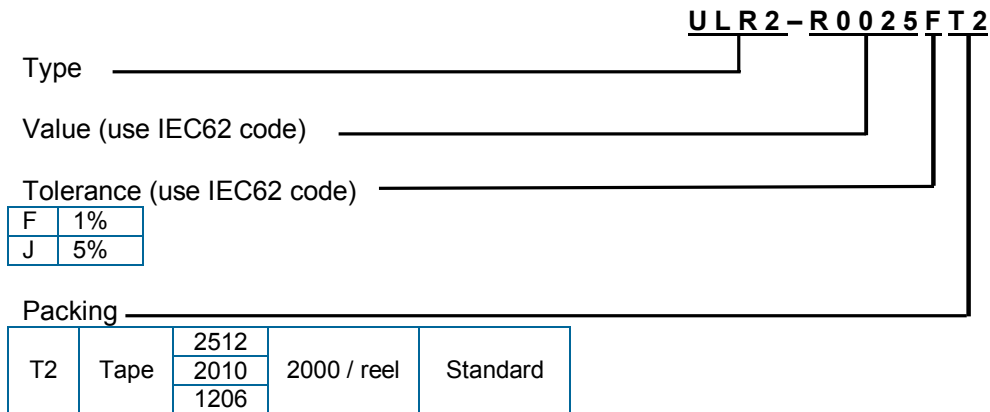 ULR2–R0025FT2
Type
Value (use IEC62 code)
Tolerance (use IEC62 code)
F 1%
J 5%
Packing
T2 Tape 2512 2010 1206 2000 / reel Standard